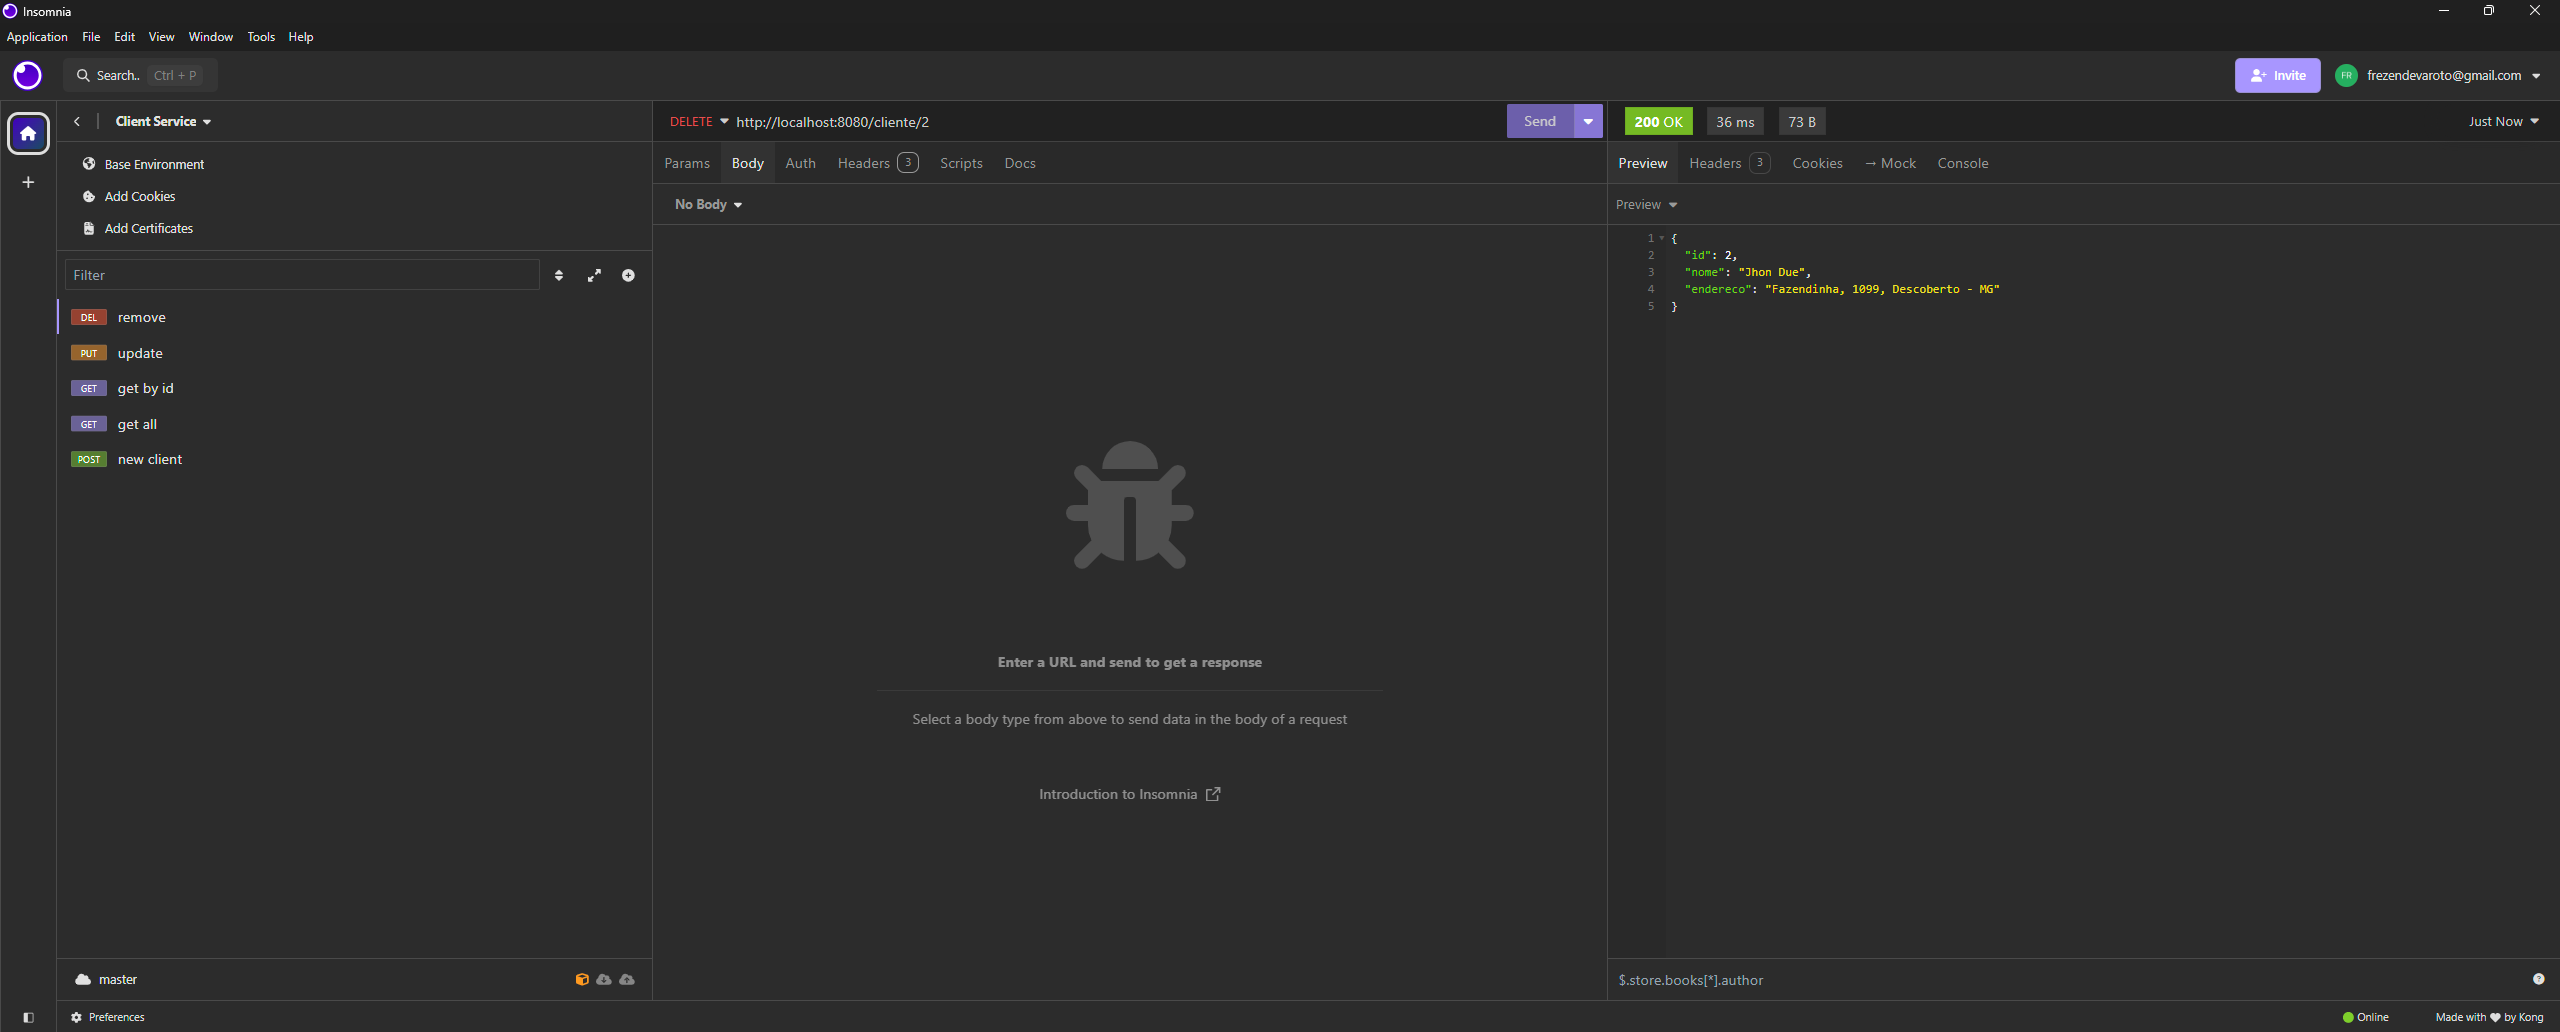 Insomnia
Application File Edit View Window Tools Help
Search.. Ctrl + P
Invite
FR frezendevaroto@gmail.com
Client Service
Base Environment
Add Cookies
Add Certificates
Filter
DEL remove
PUT update
GET get by id
GET get all
POST new client
master
Preferences
DELETE http://localhost:8080/cliente/2
Send
Params Body Auth Headers 3 Scripts Docs
No Body
Enter a URL and send to get a response
Select a body type from above to send data in the body of a request
Introduction to Insomnia
200 OK 36 ms 73 B
Just Now
Preview Headers 3 Cookies → Mock Console
Preview
1 {
2 "id": 2,
3 "nome": "Jhon Due",
4 "endereco": "Fazendinha, 1099, Descoberto - MG"
5 }
$.store.books[*].author
Online
Made with ♥ by Kong